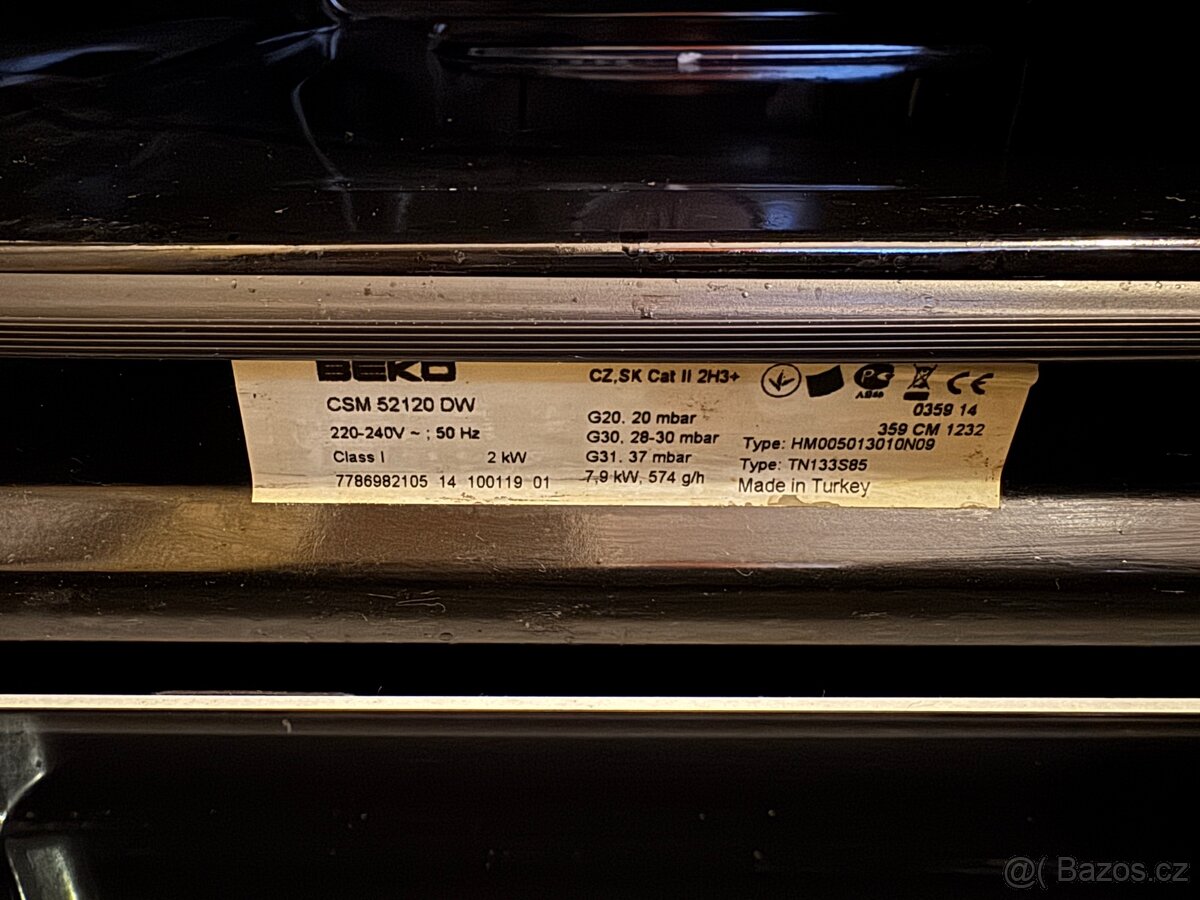 BEKO
CSM 52120 DW
220-240V ~ ; 50 Hz
Class I 2 kW
7786982105 14 100119 01
CZ,SK Cat II 2H3+
G20. 20 mbar
G30. 28-30 mbar
G31. 37 mbar
7,9 kW, 574 g/h
CE
0359 14
359 CM 1232
Type: HM005013010N09
Type: TN133S85
Made in Turkey
@( Bazos.cz